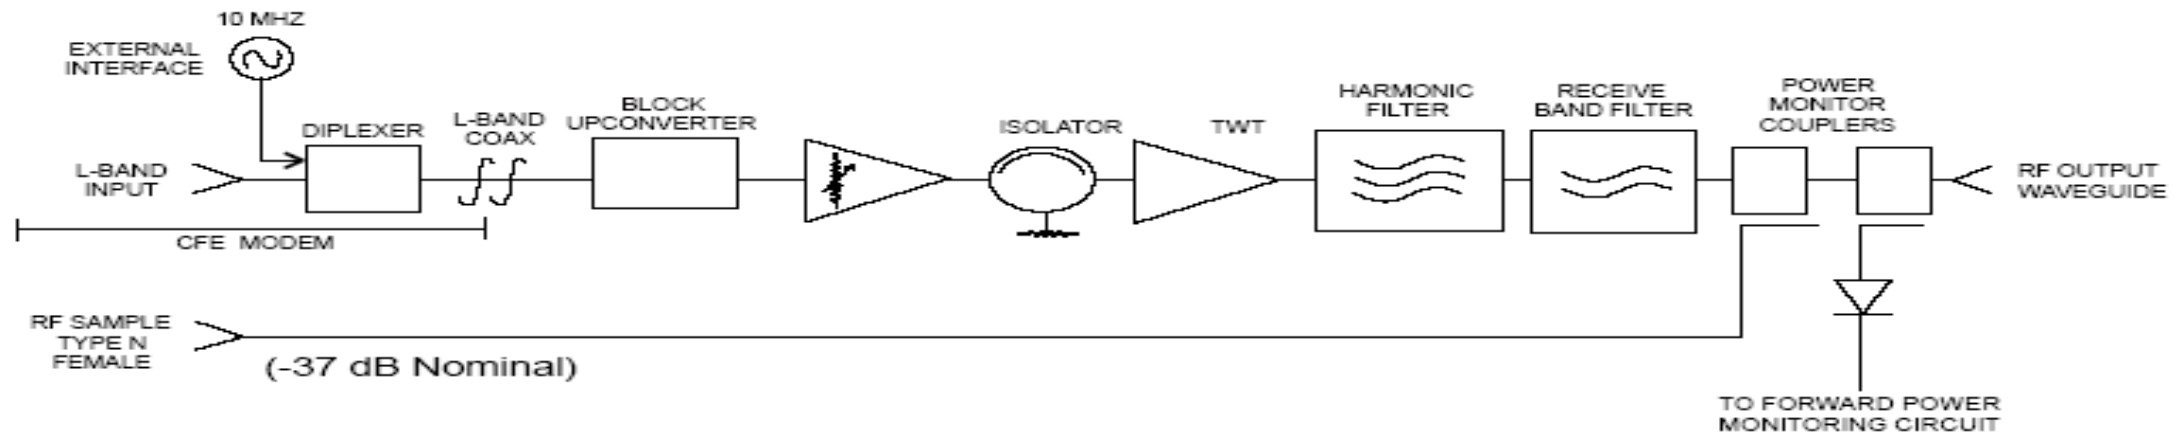 10 MHZ
EXTERNAL
INTERFACE
DIPLEXER
L-BAND
COAX
BLOCK
UPCONVERTER
ISOLATOR
TWT
HARMONIC
FILTER
RECEIVE
BAND FILTER
POWER
MONITOR
COUPLERS
L-BAND
INPUT
RF OUTPUT
WAVEGUIDE
CFE MODEM
RF SAMPLE
TYPE N
FEMALE
(-37 dB Nominal)
TO FORWARD POWER
MONITORING CIRCUIT